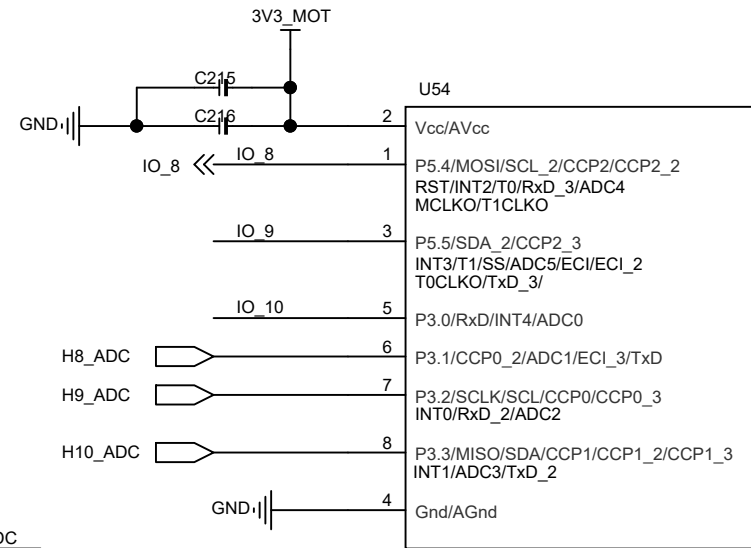 3V3_MOT
C215
U54
GND
C216
2
Vcc/AVcc
IO_8
IO_8
1
P5.4/MOSI/SCL_2/CCP2/CCP2_2
RST/INT2/T0/RxD_3/ADC4
MCLKO/T1CLKO
IO_9
3
P5.5/SDA_2/CCP2_3
INT3/T1/SS/ADC5/ECI/ECI_2
T0CLKO/TxD_3/
IO_10
5
P3.0/RxD/INT4/ADC0
H8_ADC
6
P3.1/CCP0_2/ADC1/ECI_3/TxD
H9_ADC
7
P3.2/SCLK/SCL/CCP0/CCP0_3
INT0/RxD_2/ADC2
H10_ADC
8
P3.3/MISO/SDA/CCP1/CCP1_2/CCP1_3
INT1/ADC3/TxD_2
GND
4
Gnd/AGnd